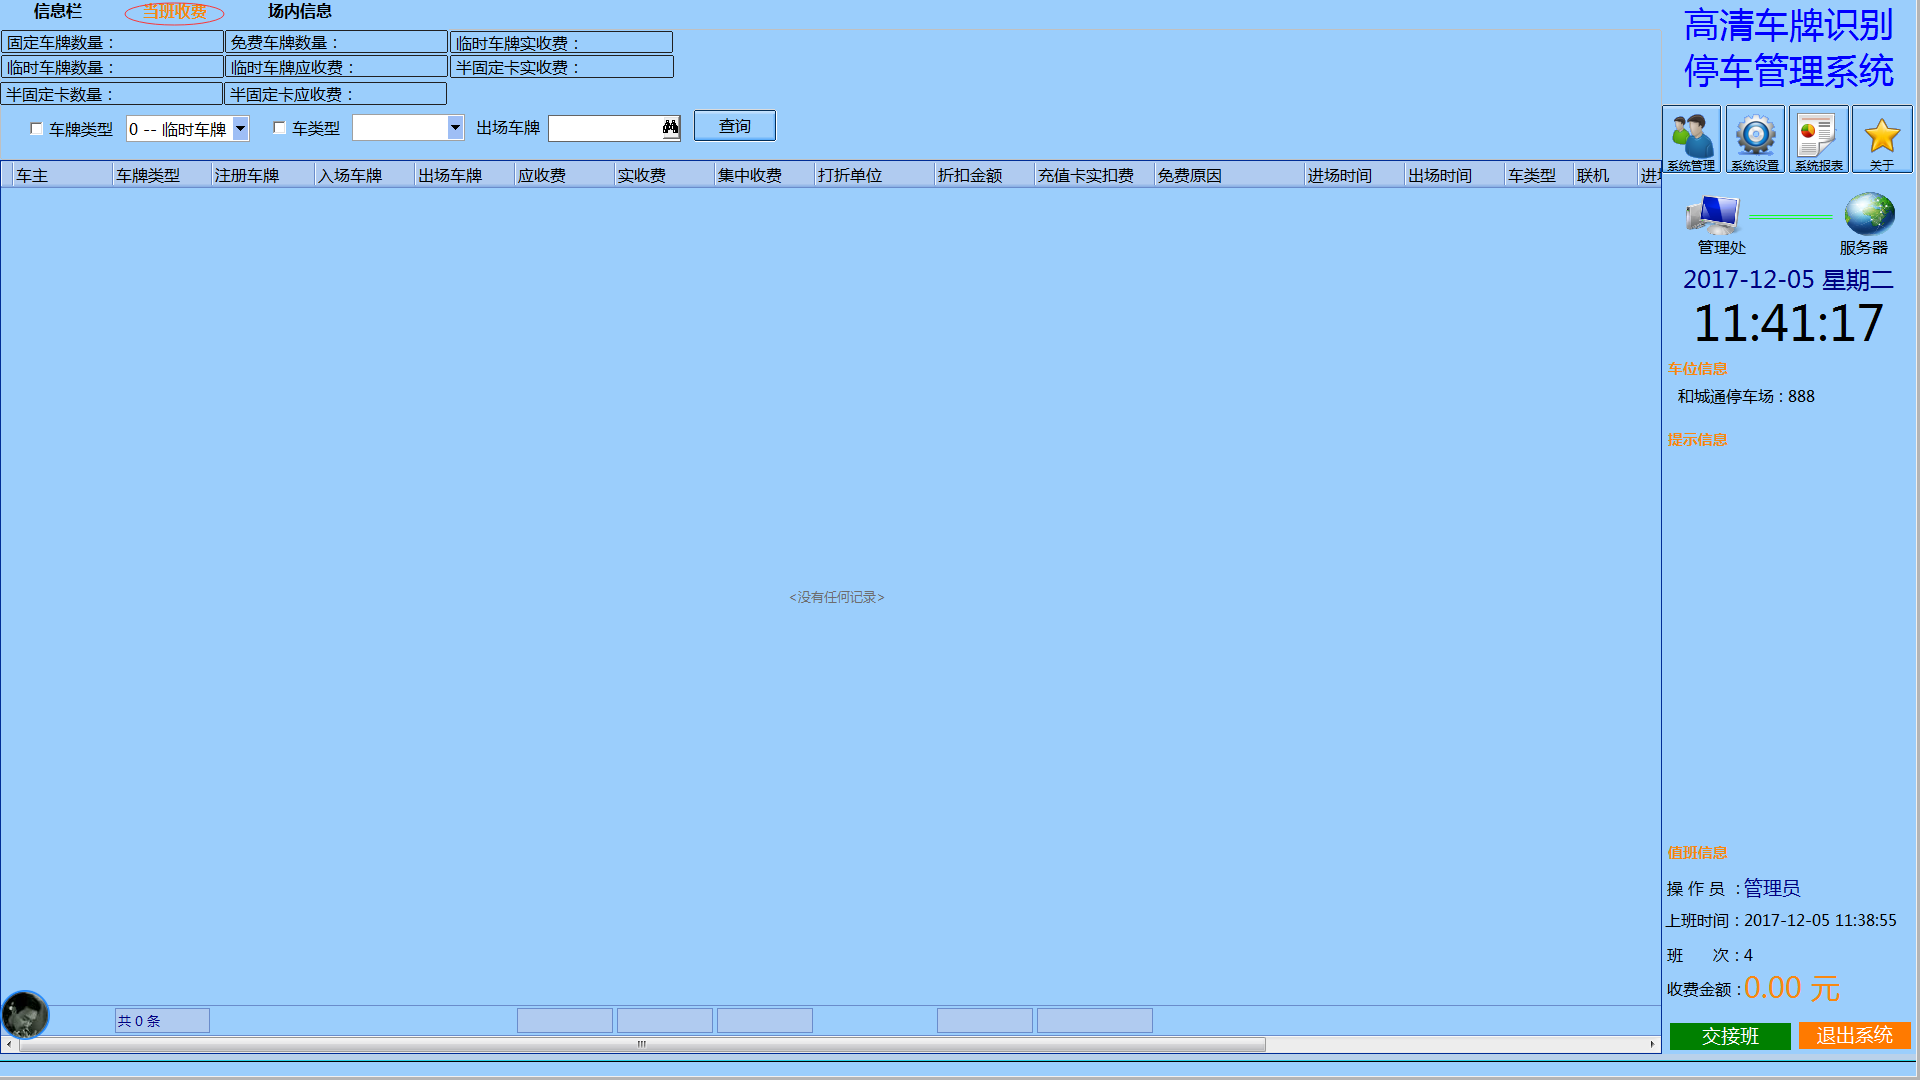 信息栏 当班收费 场内信息
固定车牌数量： 免费车牌数量： 临时车牌实收费：
临时车牌数量： 临时车牌应收费： 半固定卡实收费：
半固定卡数量： 半固定卡应收费：
车牌类型 0 -- 临时车牌 车类型 出场车牌 查询
车主 车牌类型 注册车牌 入场车牌 出场车牌 应收费 实收费 集中收费 打折单位 折扣金额 充值卡实扣费 免费原因 进场时间 出场时间 车类型 联机 进
<没有任何记录>
共 0 条
高清车牌识别
停车管理系统
系统管理 系统设置 系统报表 关于
管理处 服务器
2017-12-05 星期二
11:41:17
车位信息
和城通停车场：888
提示信息
值班信息
操 作 员 ：管理员
上班时间：2017-12-05 11:38:55
班 次：4
收费金额：0.00 元
交接班 退出系统